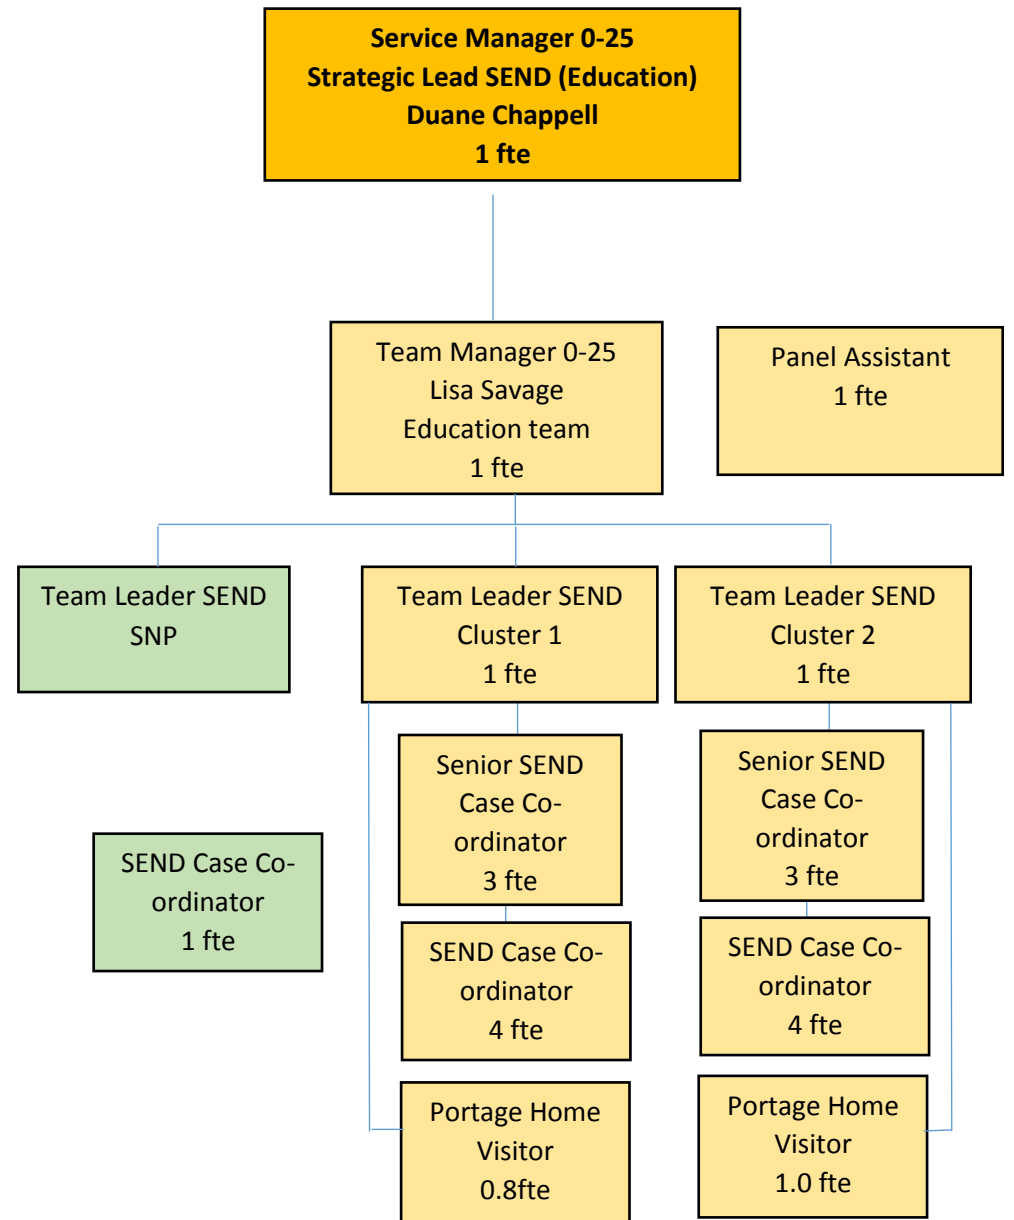 Service Manager 0-25
Strategic Lead SEND (Education)
Duane Chappell
1 fte
Team Manager 0-25
Lisa Savage
Education team
1 fte
Panel Assistant
1 fte
Team Leader SEND
SNP
Team Leader SEND
Cluster 1
1 fte
Team Leader SEND
Cluster 2
1 fte
SEND Case Co-
ordinator
1 fte
Senior SEND
Case Co-
ordinator
3 fte
Senior SEND
Case Co-
ordinator
3 fte
SEND Case Co-
ordinator
4 fte
SEND Case Co-
ordinator
4 fte
Portage Home
Visitor
0.8fte
Portage Home
Visitor
1.0 fte